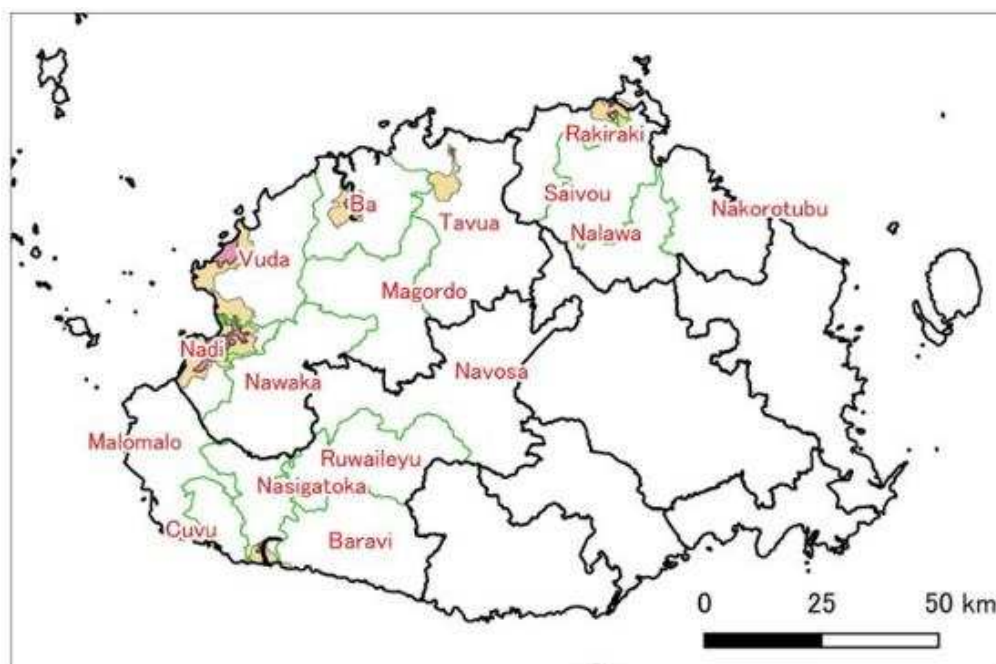 Rakiraki
Saivou
Ba
Nakorotubu
Tavua
Nalawa
Vuda
Magordo
Nadi
Nawaka
Navosa
Malomalo
Ruwaileyu
Nasigatoka
Cuvu
Baravi
0 25 50 km